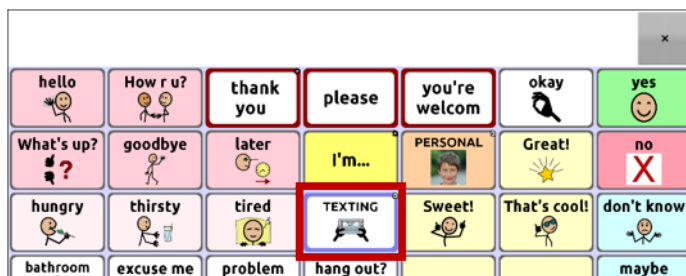 ×
hello
How r u?
thank
you
please
you're
welcom
okay
yes
What's up?
goodbye
later
I'm...
PERSONAL
Great!
no
hungry
thirsty
tired
TEXTING
Sweet!
That's cool!
don't know
bathroom
excuse me
problem
hang out?
maybe